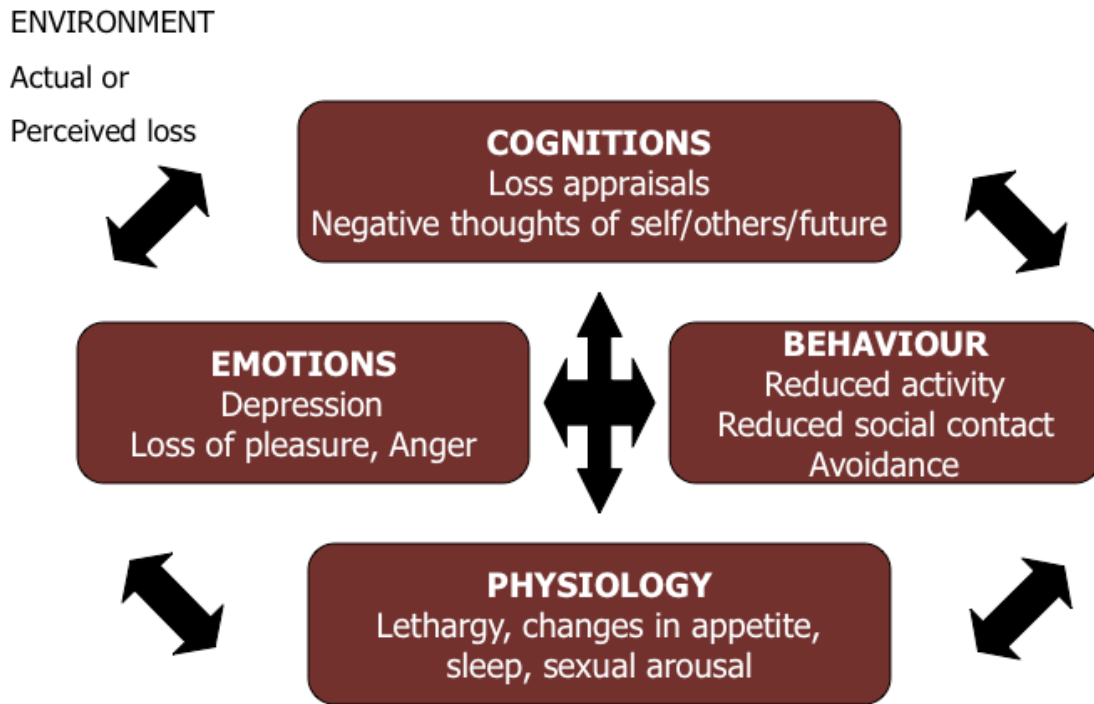 ENVIRONMENT
Actual or
Perceived loss
COGNITIONS
Loss appraisals
Negative thoughts of self/others/future
EMOTIONS
Depression
Loss of pleasure, Anger
BEHAVIOUR
Reduced activity
Reduced social contact
Avoidance
PHYSIOLOGY
Lethargy, changes in appetite,
sleep, sexual arousal